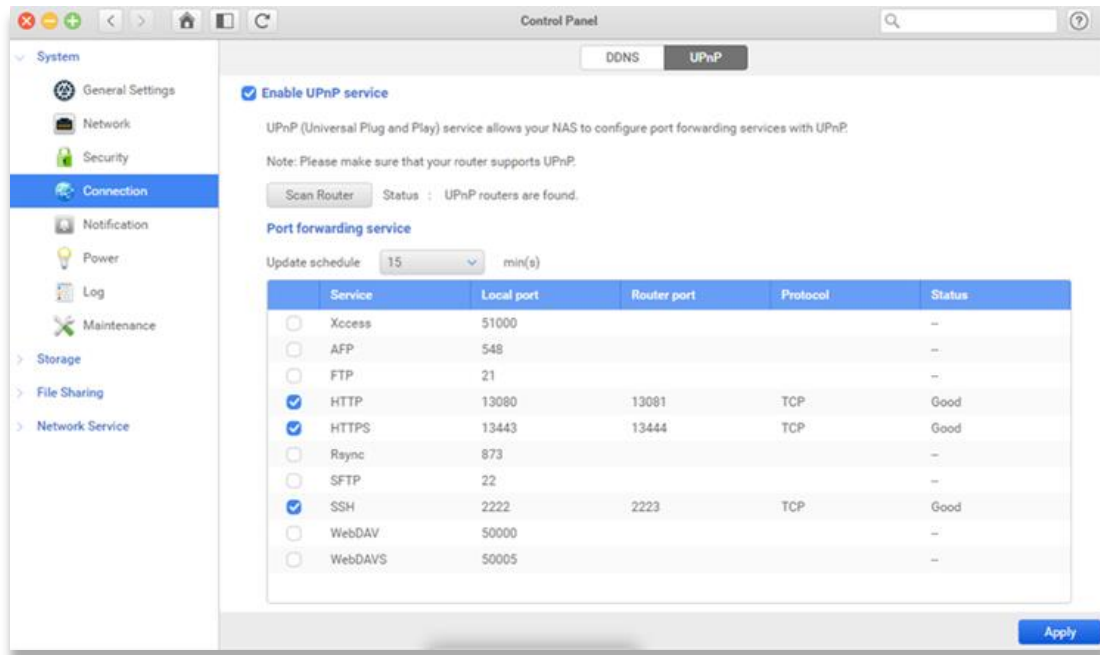 Control Panel
System
General Settings
Network
Security
Connection
Notification
Power
Log
Maintenance
Storage
File Sharing
Network Service
DDNS UPnP
Enable UPnP service
UPnP (Universal Plug and Play) service allows your NAS to configure port forwarding services with UPnP.
Note: Please make sure that your router supports UPnP.
Scan Router Status : UPnP routers are found.
Port forwarding service
Update schedule 15 min(s)
Service Local port Router port Protocol Status
Xccess 51000 --
AFP 548 --
FTP 21 --
HTTP 13080 13081 TCP Good
HTTPS 13443 13444 TCP Good
Rsync 873 --
SFTP 22 --
SSH 2222 2223 TCP Good
WebDAV 50000 --
WebDAVS 50005 --
Apply